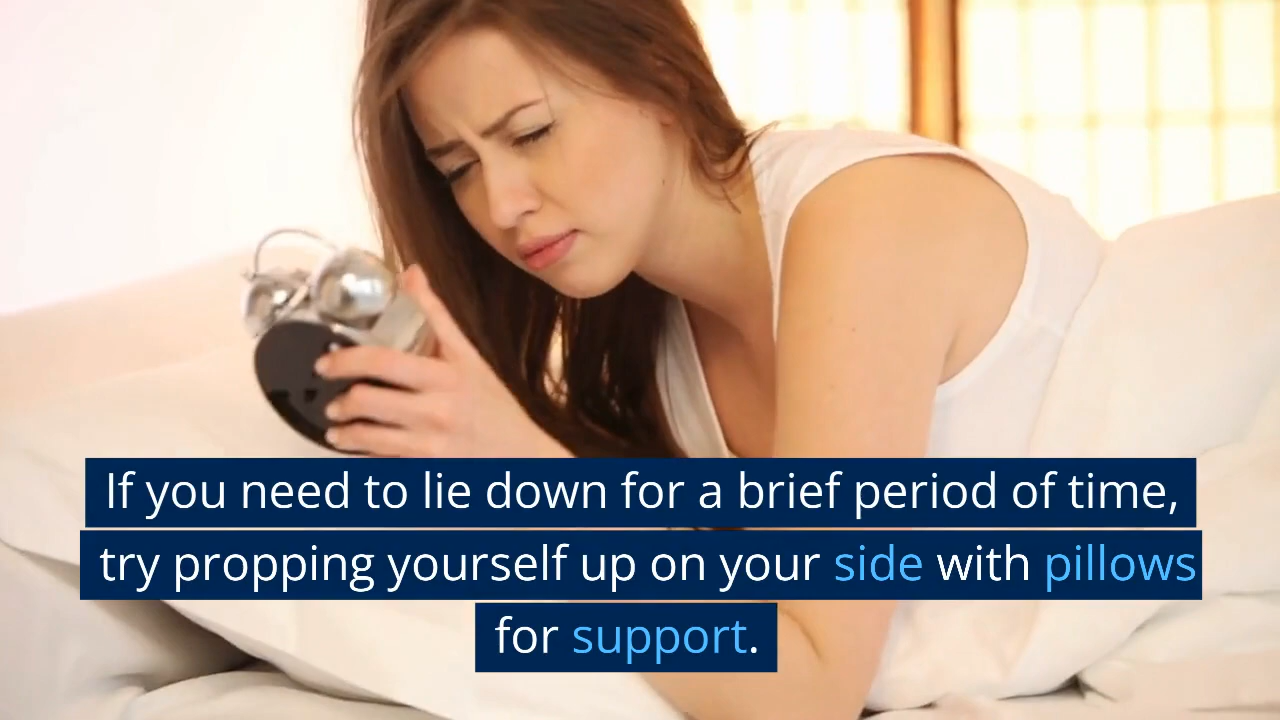 If you need to lie down for a brief period of time,
try propping yourself up on your side with pillows
for support.